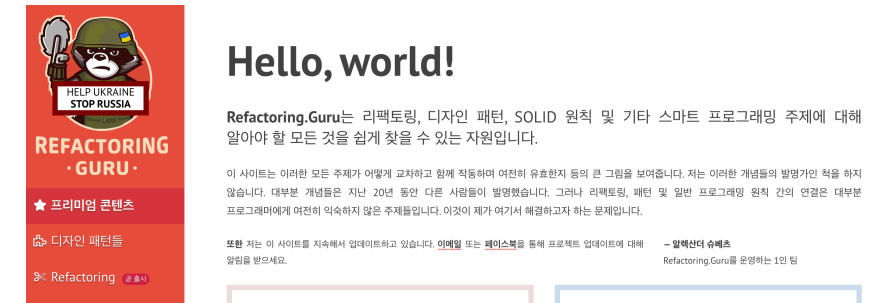 HELP UKRAINE
STOP RUSSIA
REFACTORING
· GURU ·
프리미엄 콘텐츠
디자인 패턴들
Refactoring 곧 출시
Hello, world!
Refactoring.Guru는 리팩토링, 디자인 패턴, SOLID 원칙 및 기타 스마트 프로그래밍 주제에 대해
알아야 할 모든 것을 쉽게 찾을 수 있는 자원입니다.
이 사이트는 이러한 모든 주제가 어떻게 교차하고 함께 작동하며 여전히 유효한지 등의 큰 그림을 보여줍니다. 저는 이러한 개념들의 발명가인 척을 하지
않습니다. 대부분 개념들은 지난 20년 동안 다른 사람들이 발명했습니다. 그러나 리팩토링, 패턴 및 일반 프로그래밍 원칙 간의 연결은 대부분
프로그래머에게 여전히 익숙하지 않은 주제들입니다. 이것이 제가 여기서 해결하고자 하는 문제입니다.
또한 저는 이 사이트를 지속해서 업데이트하고 있습니다. 이메일 또는 페이스북을 통해 프로젝트 업데이트에 대해
알림을 받으세요.
– 알렉산더 슈베츠
Refactoring.Guru를 운영하는 1인 팀